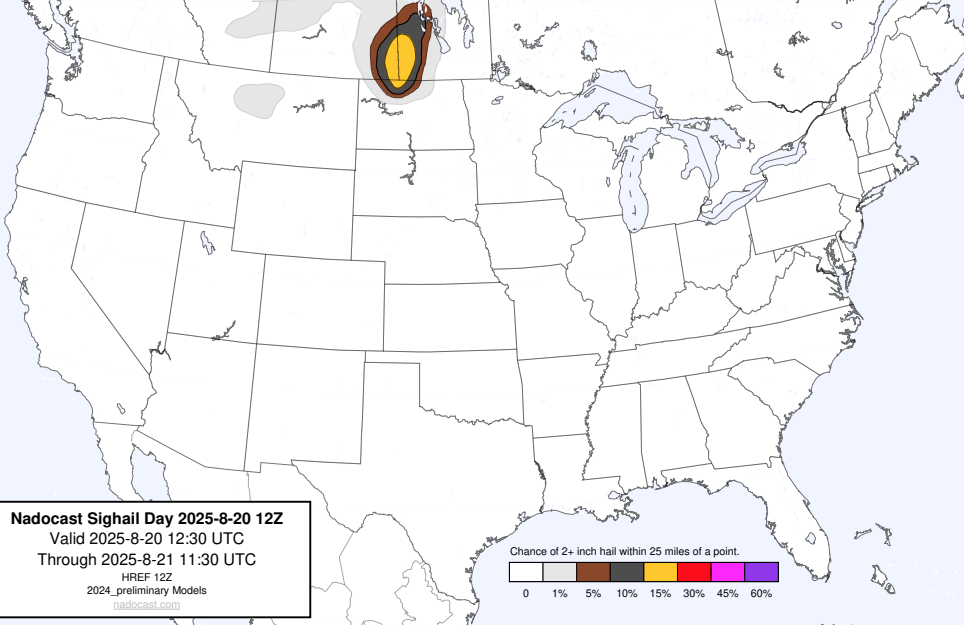 Nadocast Sighail Day 2025-8-20 12Z
Valid 2025-8-20 12:30 UTC
Through 2025-8-21 11:30 UTC
HREF 12Z
2024_preliminary Models
nadocast.com
Chance of 2+ inch hail within 25 miles of a point.
0 1% 5% 10% 15% 30% 45% 60%